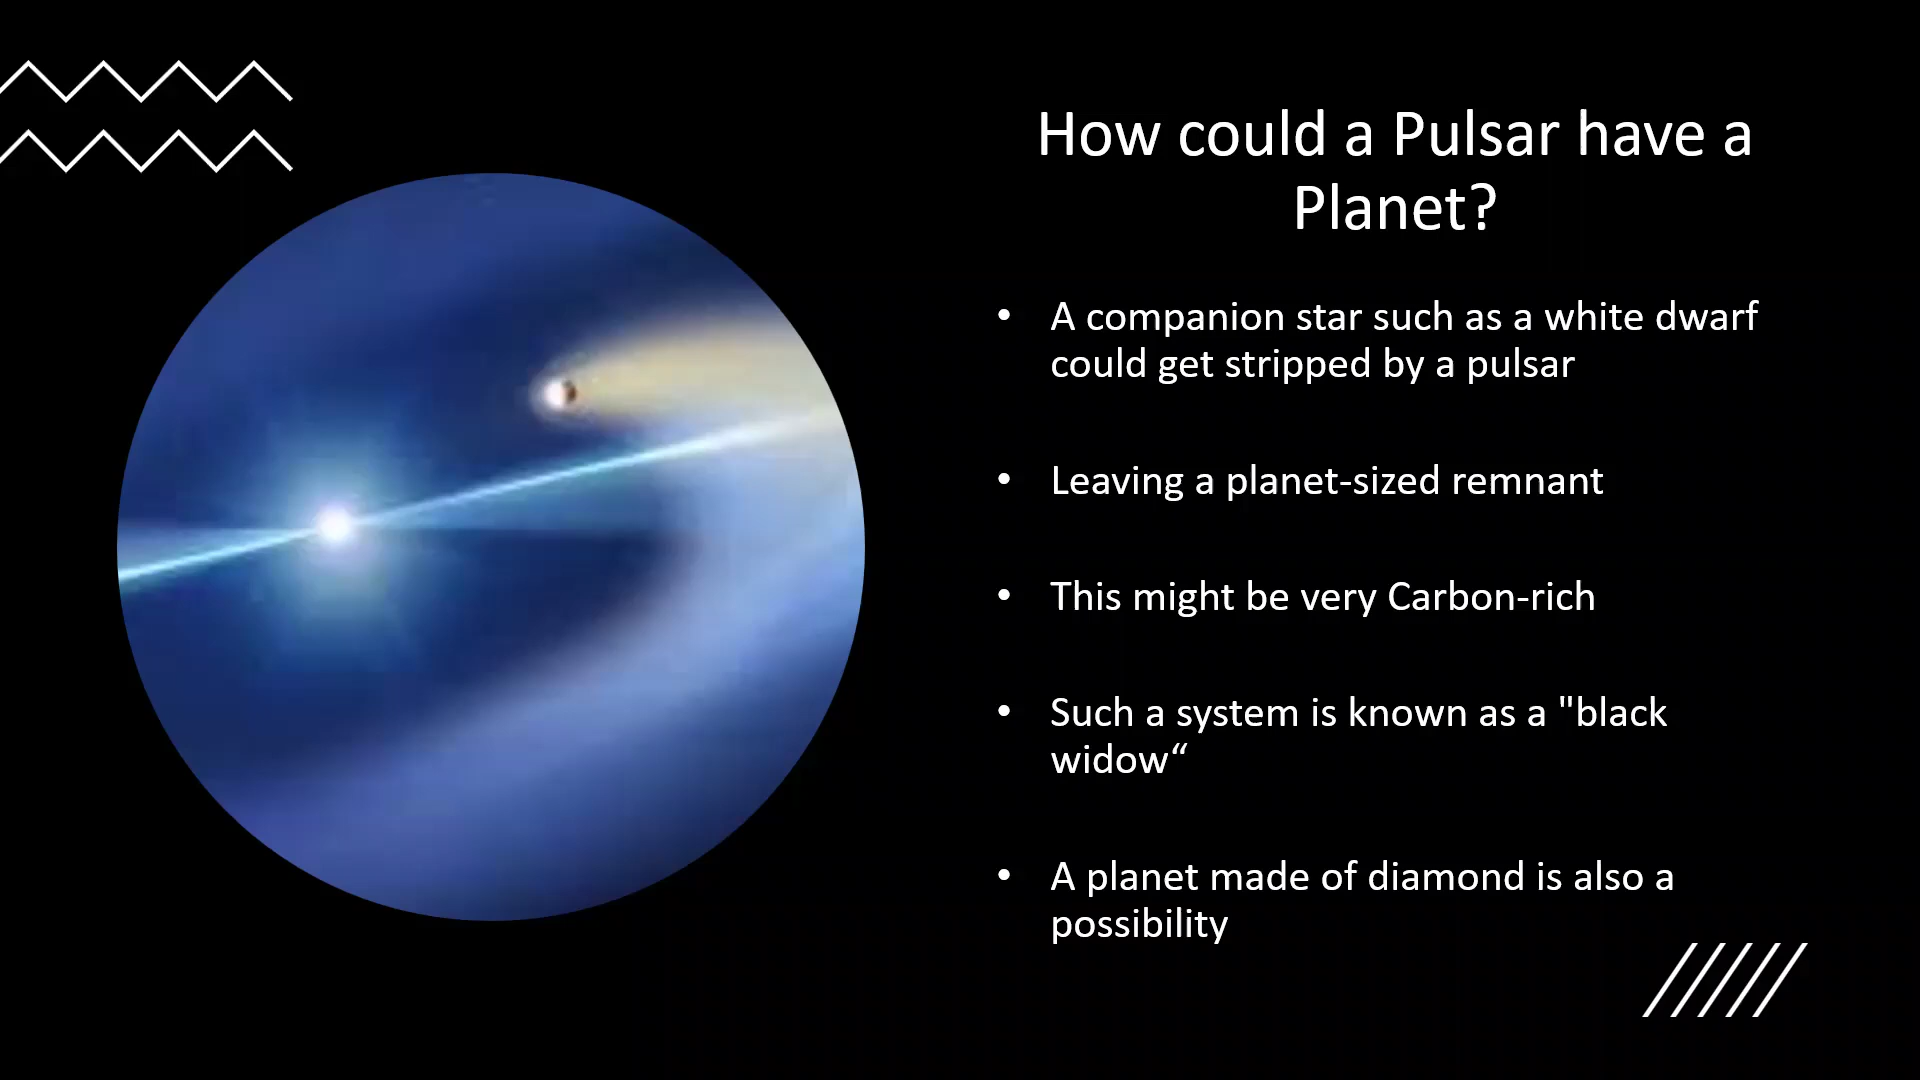 How could a Pulsar have a
Planet?
• A companion star such as a white dwarf
could get stripped by a pulsar
• Leaving a planet-sized remnant
• This might be very Carbon-rich
• Such a system is known as a "black
widow“
• A planet made of diamond is also a
possibility